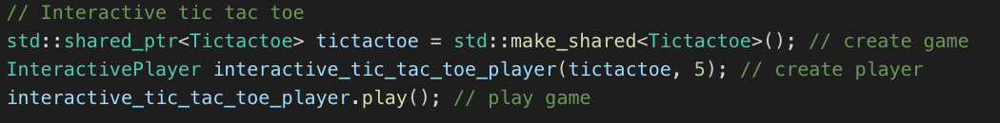 // Interactive tic tac toe
std::shared_ptr<Tictactoe> tictactoe = std::make_shared<Tictactoe>(); // create game
InteractivePlayer interactive_tic_tac_toe_player(tictactoe, 5); // create player
interactive_tic_tac_toe_player.play(); // play game